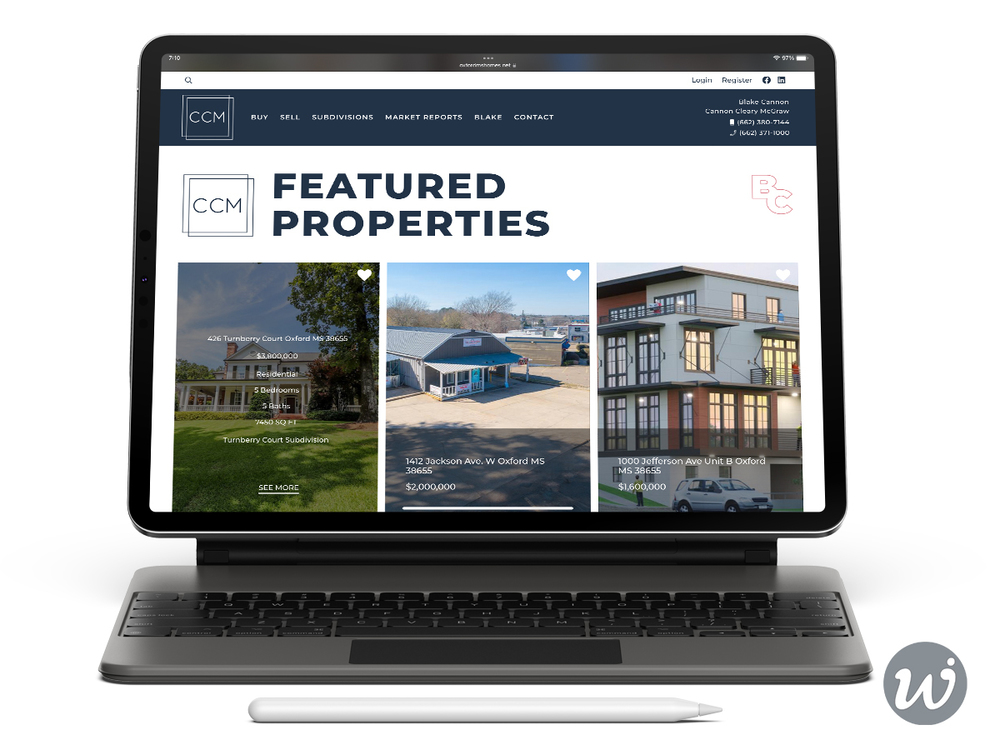 7:10
97%
oxfordmshomes.net
Login Register
CCM
BUY SELL SUBDIVISIONS MARKET REPORTS BLAKE CONTACT
Blake Cannon
Cannon Cleary McGraw
(662) 380-7144
(662) 371-1000
CCM
FEATURED
PROPERTIES
BC
426 Turnberry Court Oxford MS 38655
$3,800,000
Residential
5 Bedrooms
5 Baths
7450 SQ FT
Turnberry Court Subdivision
SEE MORE
1412 Jackson Ave. W Oxford MS
38655
$2,000,000
1000 Jefferson Ave Unit B Oxford
MS 38655
$1,600,000
w